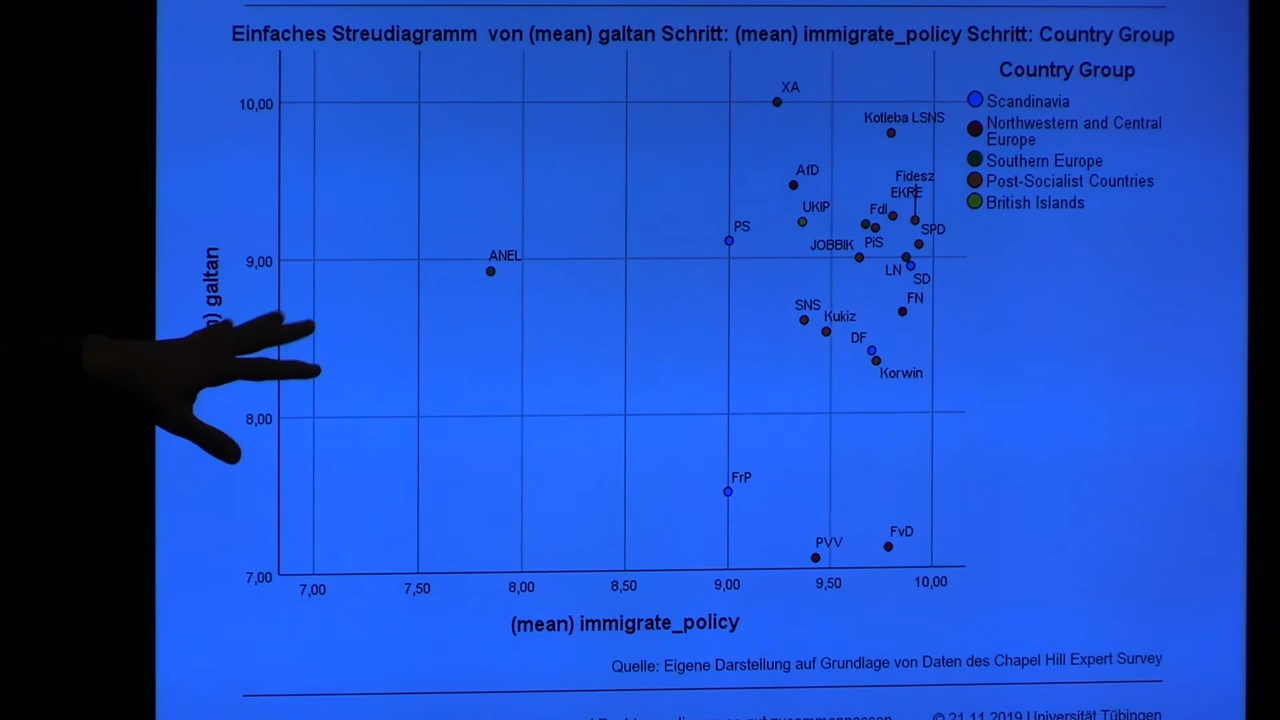 Einfaches Streudiagramm von (mean) galtan Schritt: (mean) immigrate_policy Schritt: Country Group
Country Group
Scandinavia
Northwestern and Central
Europe
Southern Europe
Post-Socialist Countries
British Islands
10,00
9,00
8,00
7,00
) galtan
XA
Kotleba LSNS
AfD
Fidesz
EKRE
UKIP
FdI
PS
SPD
JOBBIK
PiS
ANEL
LN
SD
SNS
FN
Kukiz
DF
Korwin
FrP
FvD
PVV
7,00
7,50
8,00
8,50
9,00
9,50
10,00
(mean) immigrate_policy
Quelle: Eigene Darstellung auf Grundlage von Daten des Chapel Hill Expert Survey
© 21.11.2019 Universität Tübingen